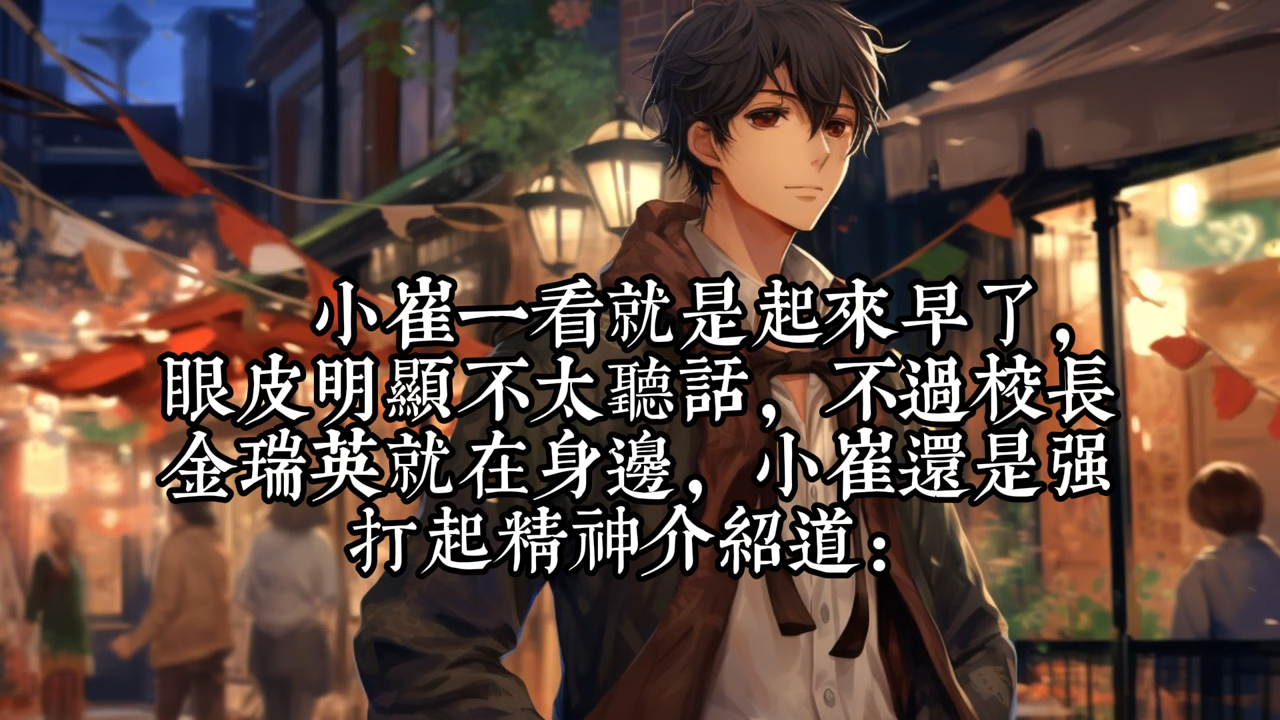 小崔一看就是起來早了，
眼皮明顯不太聽話，不過校長
金瑞英就在身邊，小崔還是强
打起精神介紹道：